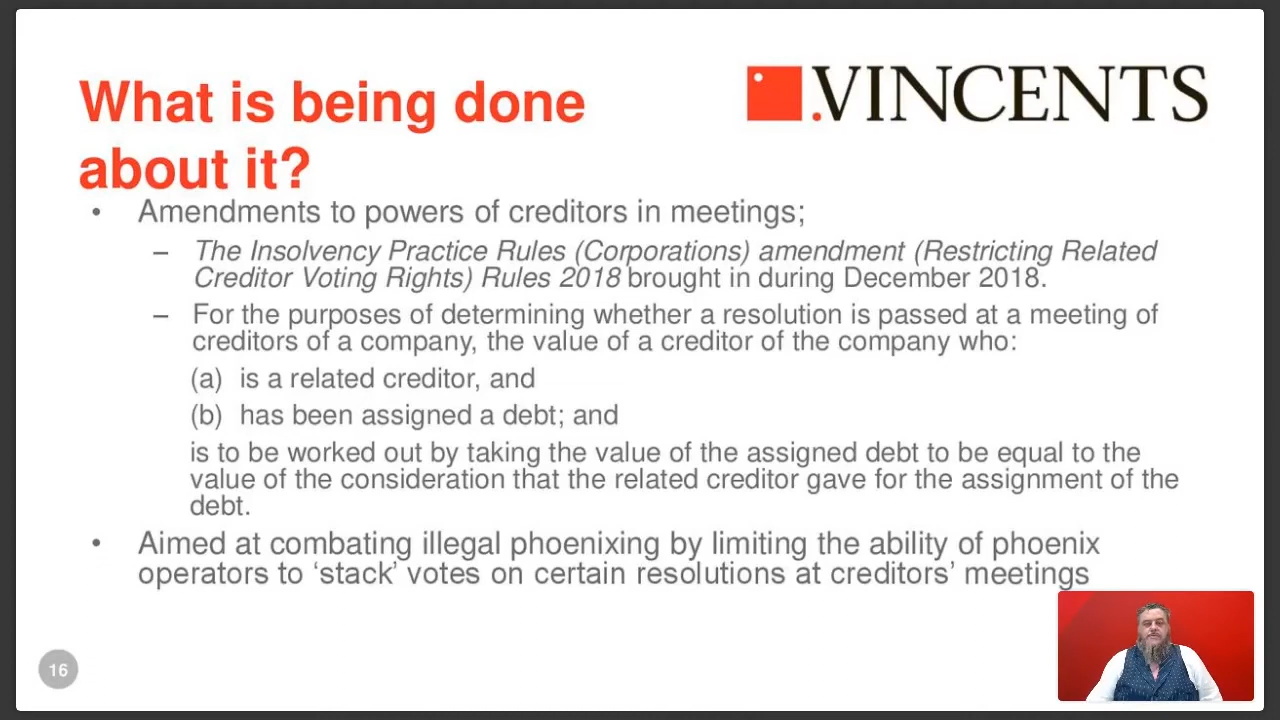 What is being done
about it?
.VINCENTS
• Amendments to powers of creditors in meetings;
– The Insolvency Practice Rules (Corporations) amendment (Restricting Related
Creditor Voting Rights) Rules 2018 brought in during December 2018.
– For the purposes of determining whether a resolution is passed at a meeting of
creditors of a company, the value of a creditor of the company who:
(a) is a related creditor, and
(b) has been assigned a debt; and
is to be worked out by taking the value of the assigned debt to be equal to the
value of the consideration that the related creditor gave for the assignment of the
debt.
• Aimed at combating illegal phoenixing by limiting the ability of phoenix
operators to ‘stack’ votes on certain resolutions at creditors’ meetings
16